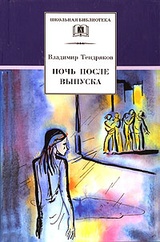 ШКОЛЬНАЯ БИБЛИОТЕКА
Владимир Тендряков
НОЧЬ ПОСЛЕ
ВЫПУСКА